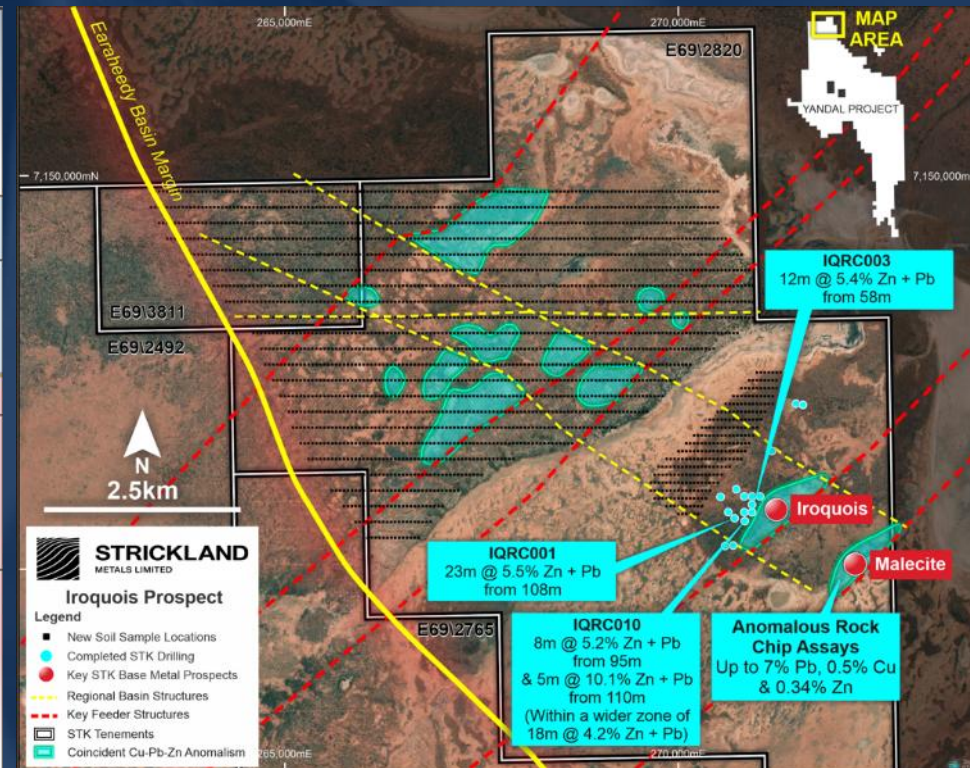 265,000mE
270,000mE
MAP
AREA
E69\2820
Earaheedy Basin Margin
YANDAL PROJECT
7,150,000mN
7,150,000mN
IQRC003
12m @ 5.4% Zn + Pb
from 58m
E69\3811
E69\2492
N
2.5km
Iroquois
Malecite
IQRC001
23m @ 5.5% Zn + Pb
from 108m
IQRC010
8m @ 5.2% Zn + Pb
from 95m
& 5m @ 10.1% Zn + Pb
from 110m
(Within a wider zone of
18m @ 4.2% Zn + Pb)
Anomalous Rock
Chip Assays
Up to 7% Pb, 0.5% Cu
& 0.34% Zn
E69\2765
STRICKLAND
METALS LIMITED
Iroquois Prospect
Legend
New Soil Sample Locations
Completed STK Drilling
Key STK Base Metal Prospects
Regional Basin Structures
Key Feeder Structures
STK Tenements
Coincident Cu-Pb-Zn Anomalism
265,000mE
270,000mE